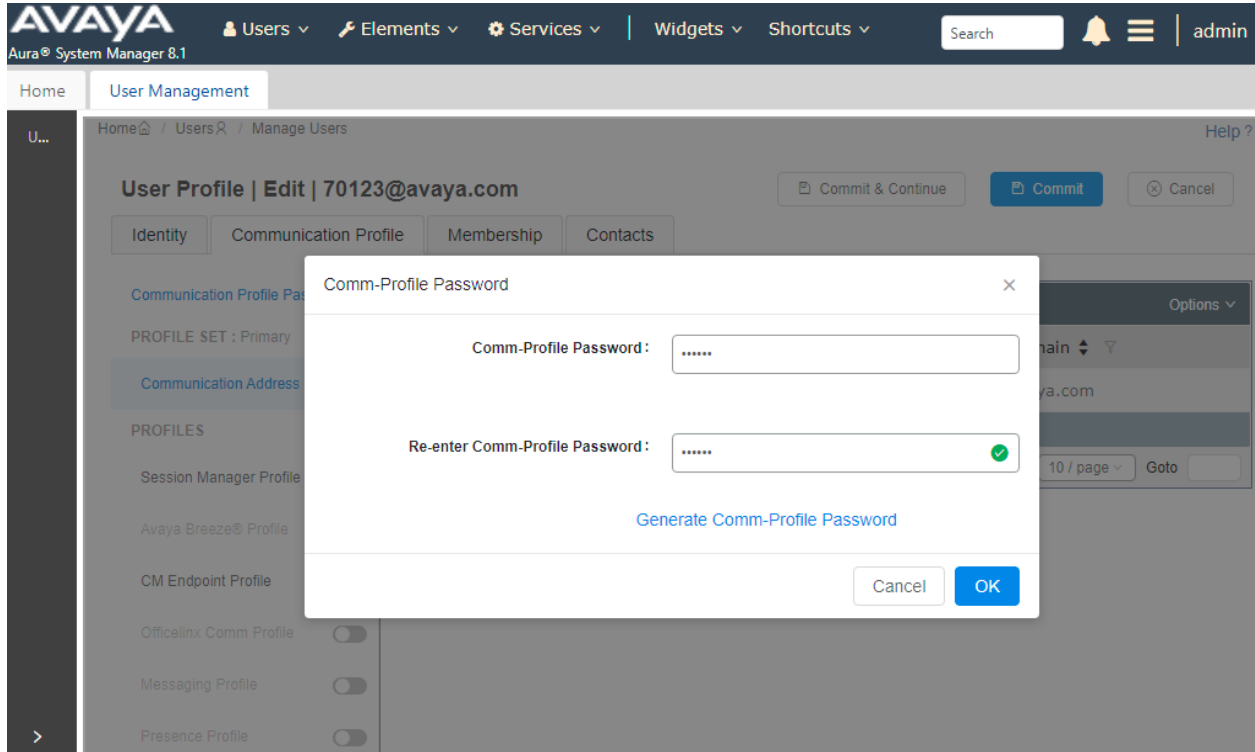 AVAYA
Aura® System Manager 8.1
Users Elements Services Widgets Shortcuts Search admin
Home User Management
U...
Home / Users / Manage Users Help ?
User Profile | Edit | 70123@avaya.com Commit & Continue Commit Cancel
Identity Communication Profile Membership Contacts
Comm-Profile Password
Communication Profile Pas
Options
Comm-Profile Password : ••••••
PROFILE SET : Primary
main
Communication Address
ya.com
PROFILES
Re-enter Comm-Profile Password : ••••••
10 / page Goto
Session Manager Profile
Generate Comm-Profile Password
Avaya Breeze® Profile
CM Endpoint Profile
Cancel OK
Officelinx Comm Profile
Messaging Profile
Presence Profile